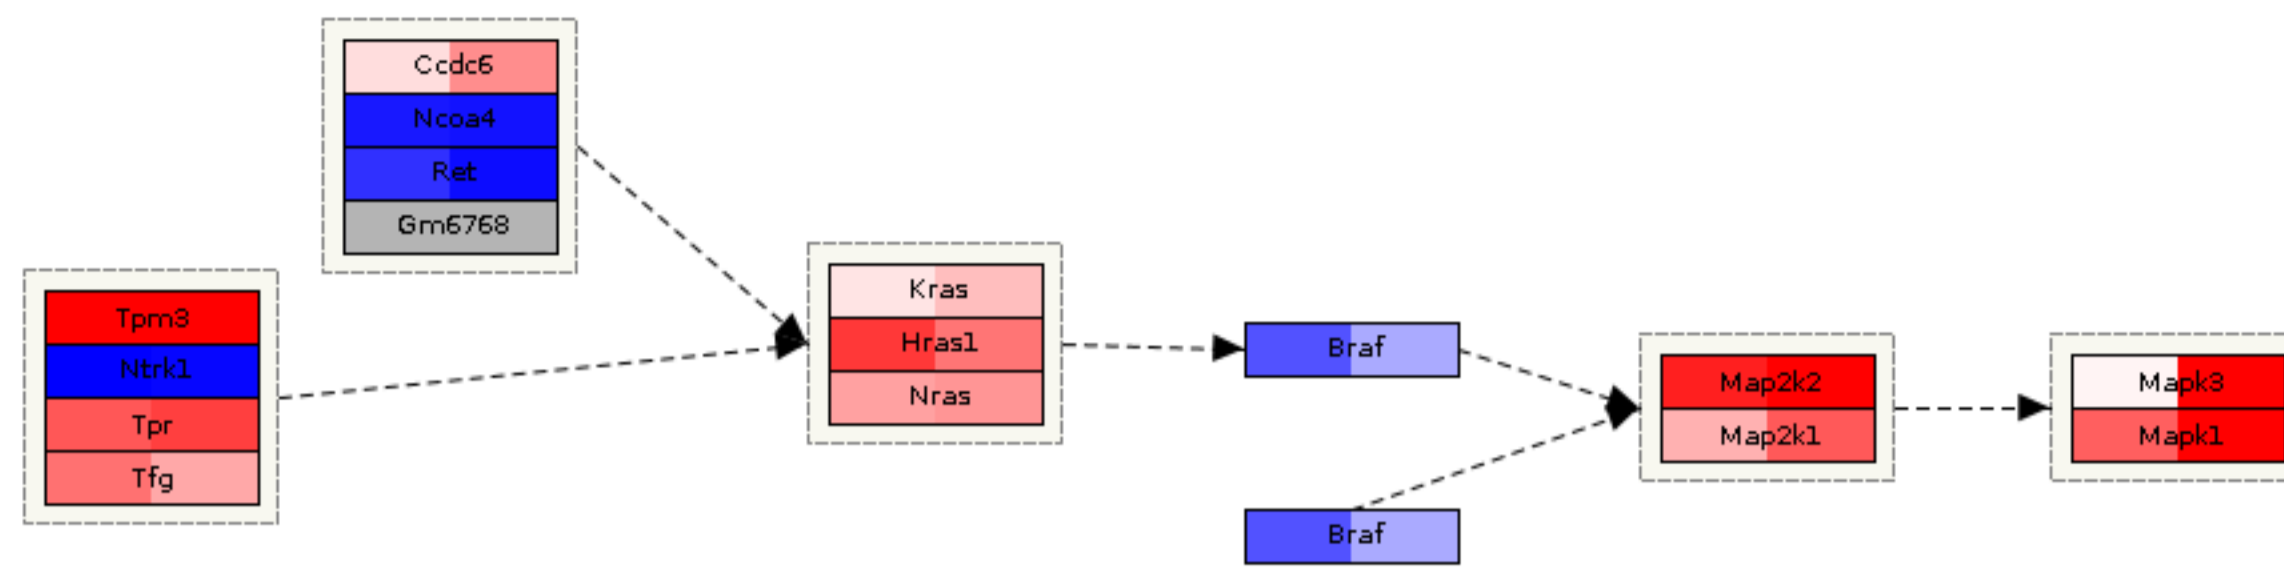 Ccdc6
Ncoa4
Ret
Gm6768
Tpm3
Ntrk1
Tpr
Tfg
Kras
Hras1
Nras
Braf
Braf
Map2k2
Map2k1
Mapk3
Mapk1